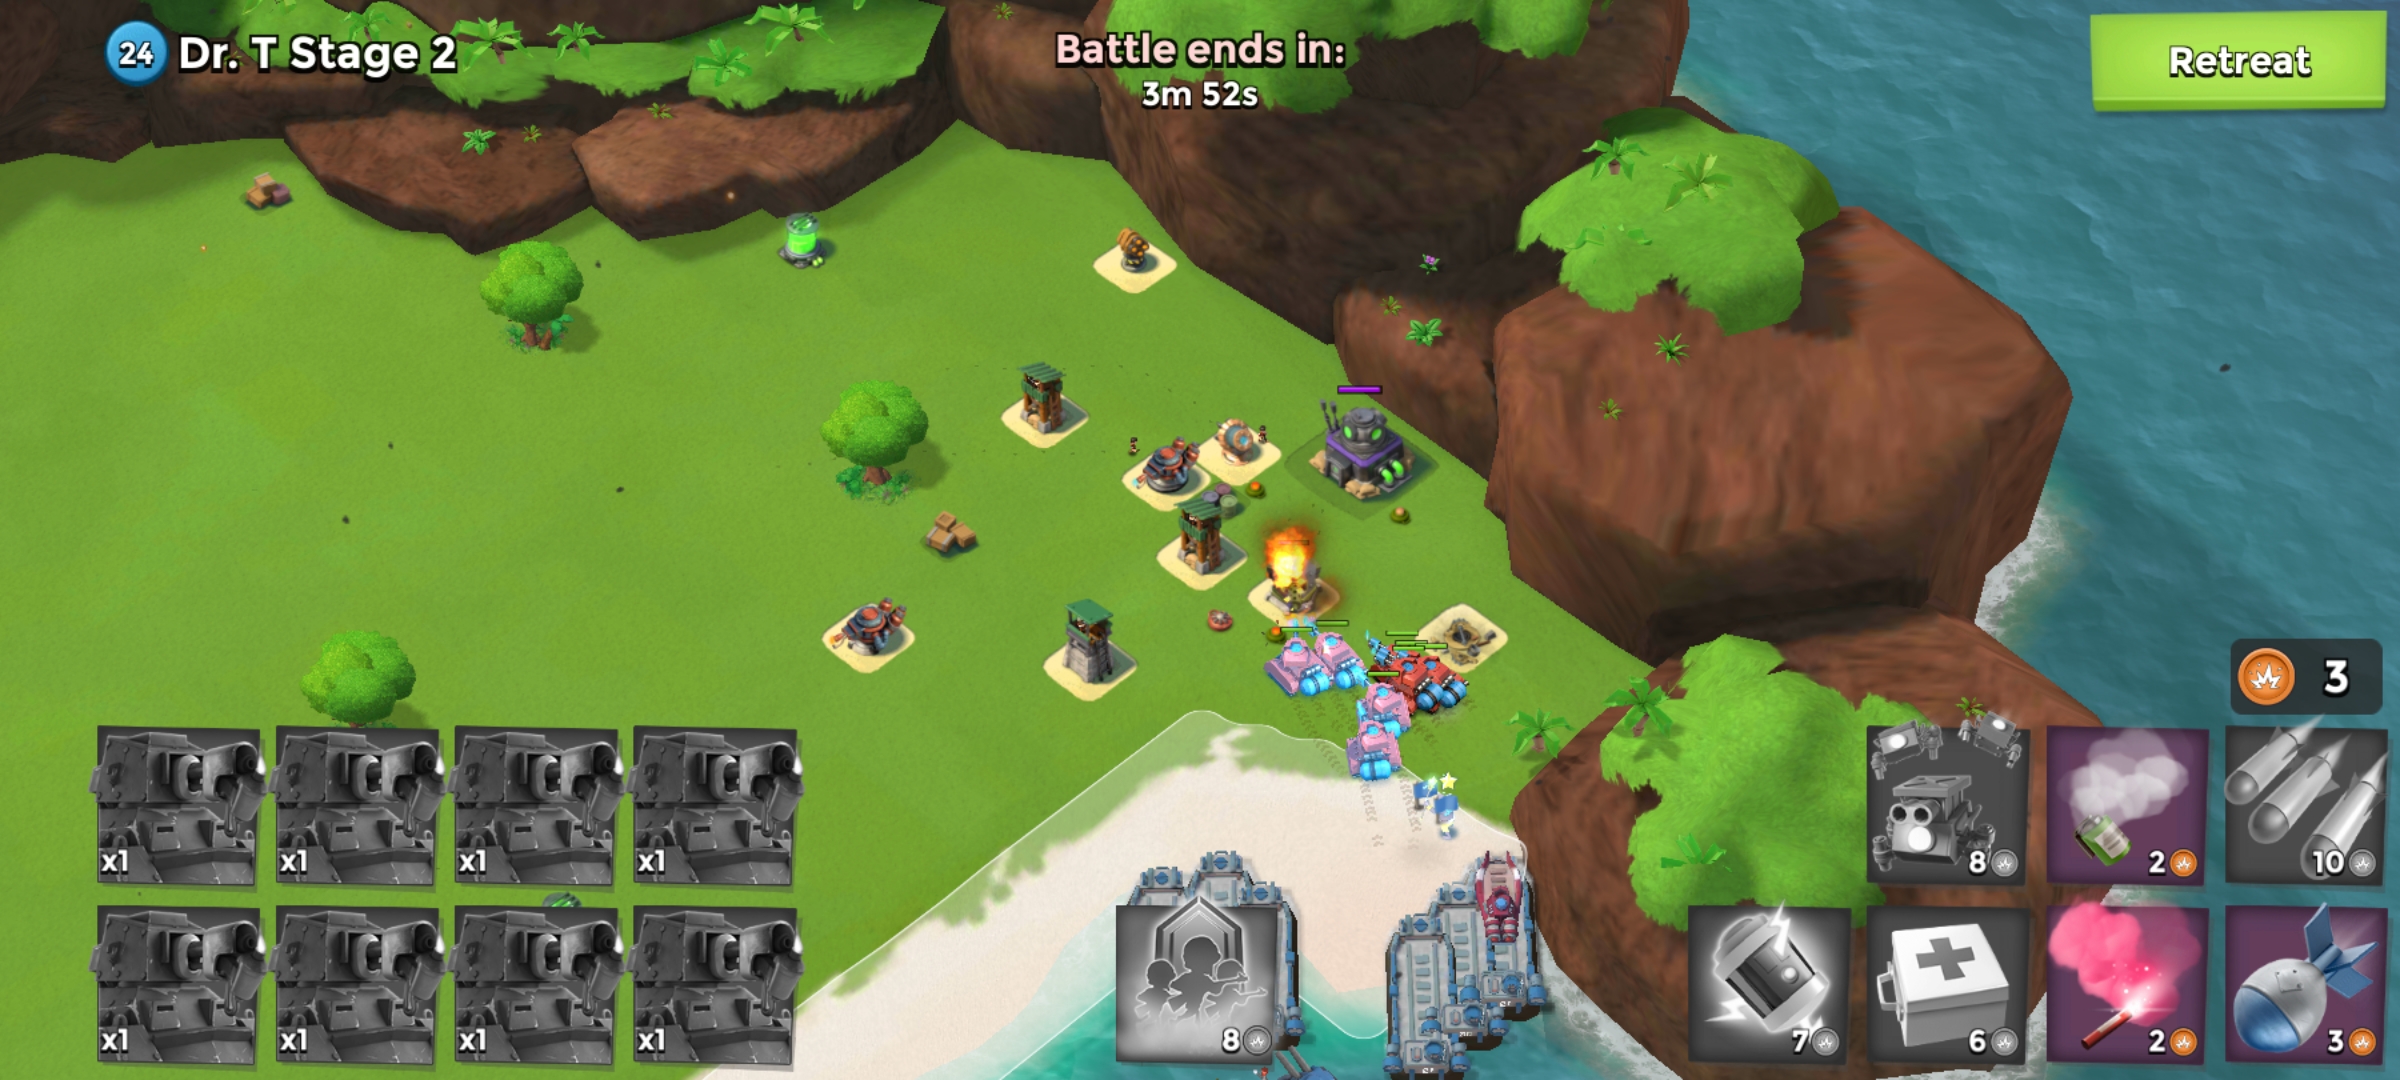 24 Dr. T Stage 2
Battle ends in:
3m 52s
Retreat
3
x1 x1 x1 x1
8 2 10
x1 x1 x1 x1
8 7 6 2 3